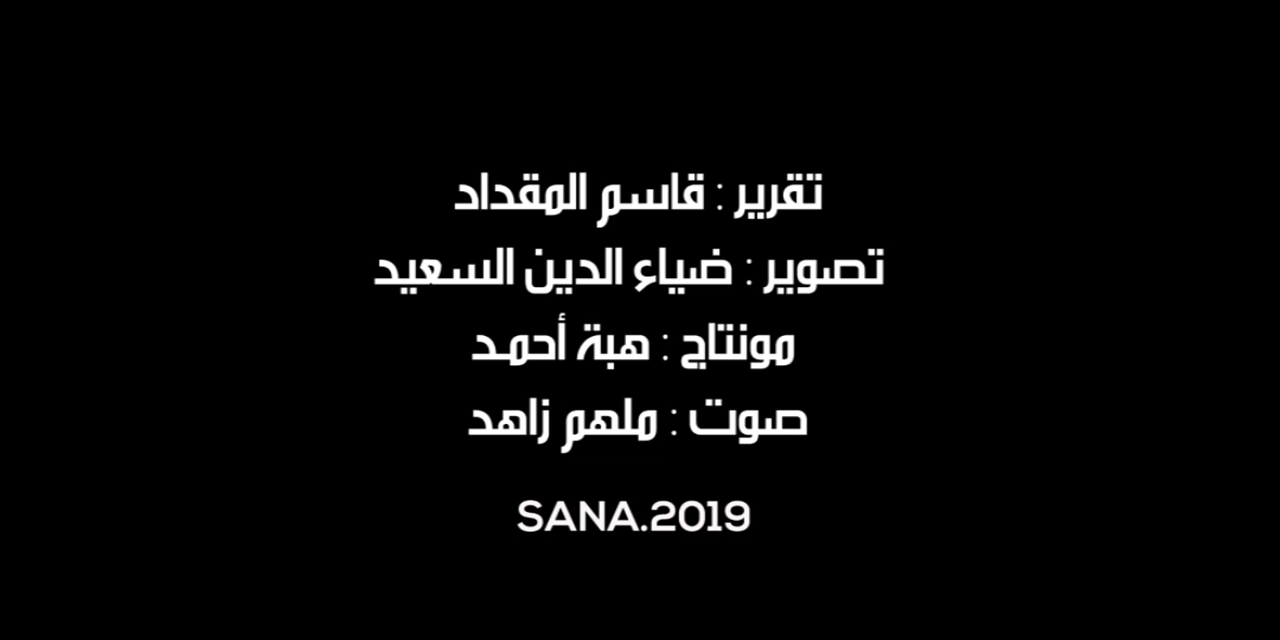 تقرير : قاسم المقداد
تصوير : ضياء الدين السعيد
مونتاج : هبة أحمد
صوت : ملهم زاهد
SANA.2019